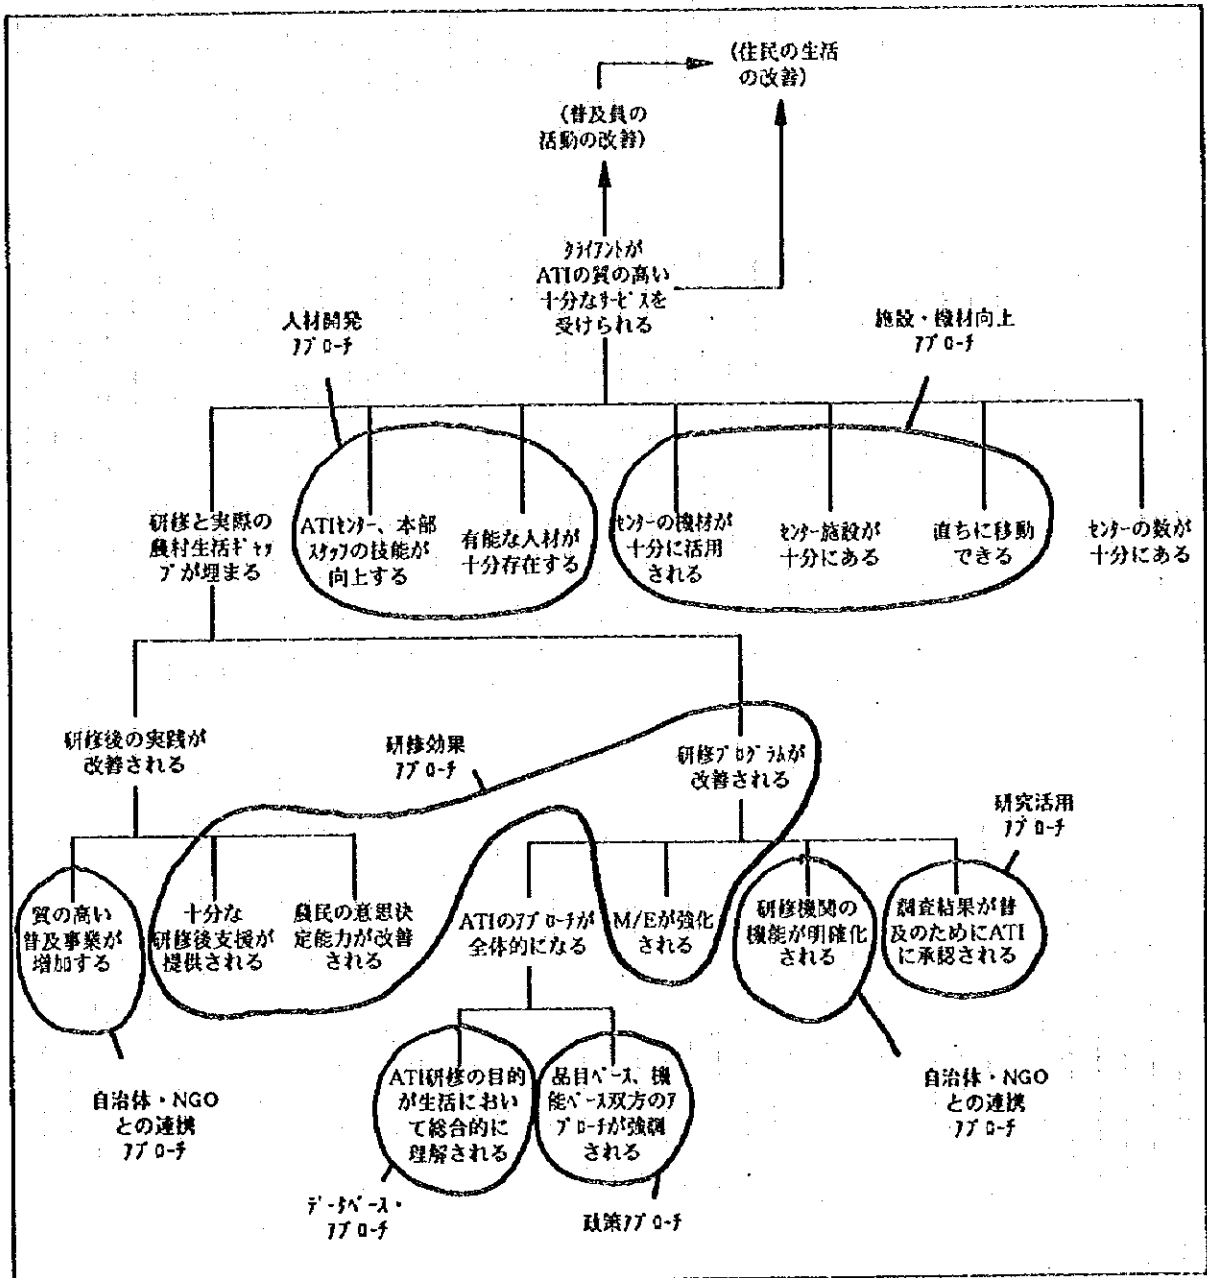 (住民の生活
の改善)
(普及員の
活動の改善)
クライアントが
ATIの質の高い
十分なサービスを
受けられる
人材開発
アプローチ
施設・機材向上
アプローチ
研修と実際の
農村生活ギャッ
プが埋まる
ATIセンター、本部
スタッフの技能が
向上する
有能な人材が
十分存在する
センターの機材が
十分に活用
される
センター施設が
十分にある
直ちに移動
できる
センターの数が
十分にある
研修後の実践が
改善される
研修効果
アプローチ
研修プログラムが
改善される
研究活用
アプローチ
質の高い
普及事業が
増加する
十分な
研修後支援が
提供される
農民の意思決
定能力が改善
される
ATIのアプローチが
全体的になる
M/Eが強化
される
研修機関の
機能が明確化
される
調査結果が普
及のためにATI
に承認される
ATI研修の目的
が生活におい
て総合的に
理解される
品目ベース、機
能ベース双方のア
プローチが強調
される
自治体・NGO
との連携
アプローチ
自治体・NGO
との連携
アプローチ
データベース・
アプローチ
政策アプローチ